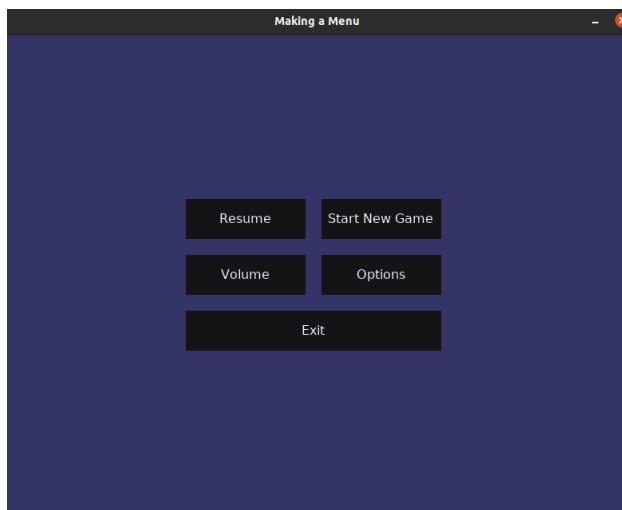 Making a Menu
Resume
Start New Game
Volume
Options
Exit